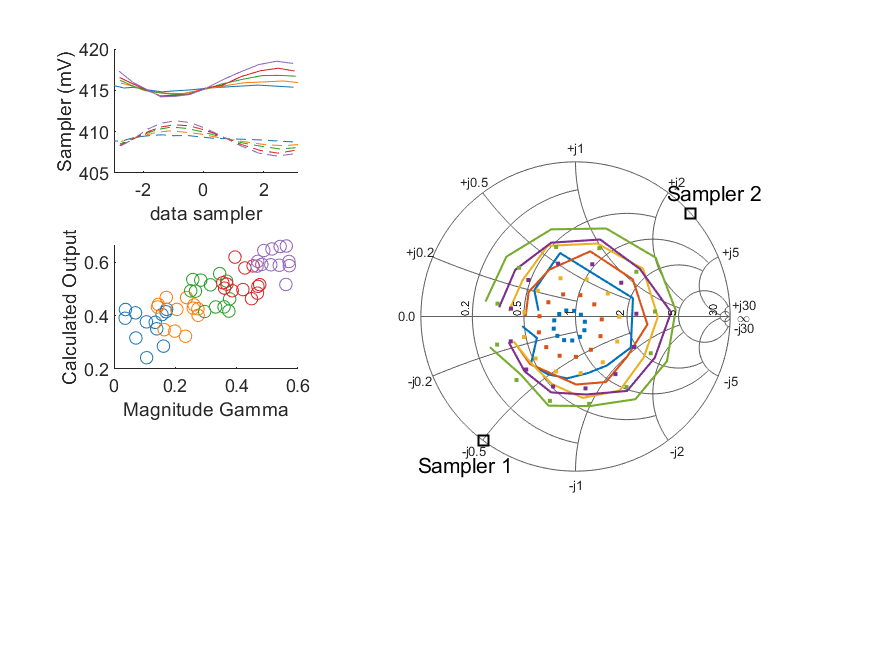 420
415
410
405
Sampler (mV)
-2
0
2
data sampler
0.6
0.4
0.2
Calculated Output
0
0.2
0.4
0.6
Magnitude Gamma
+j1
+j0.5
+j2
Sampler 2
+j0.2
+j5
0.0
0.2
0.5
1
2
5
30
+j30
∞
-j30
-j0.2
-j5
-j0.5
-j2
Sampler 1
-j1